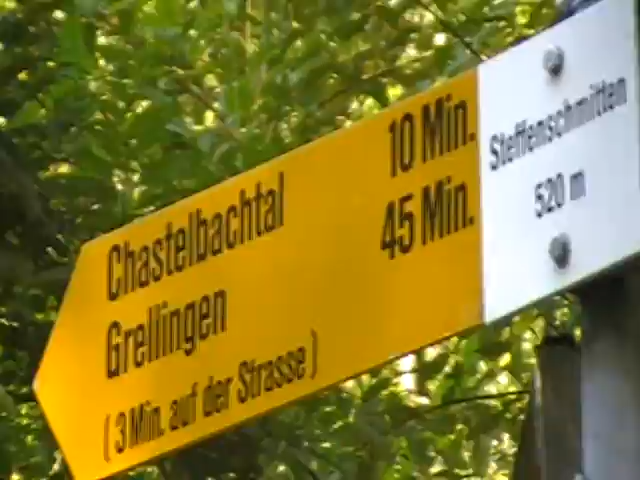 Chastelbachtal 10 Min.
Grellingen 45 Min.
( 3 Min. auf der Strasse )
Steffenschmitten
520 m